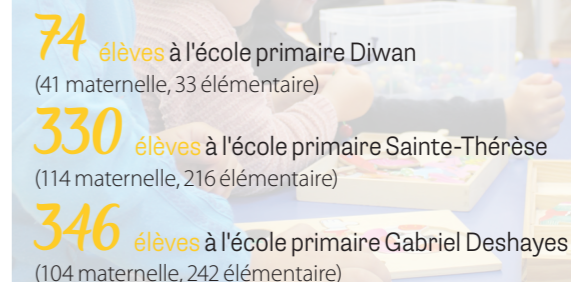 74 élèves à l'école primaire Diwan
(41 maternelle, 33 élémentaire)
330 élèves à l'école primaire Sainte-Thérèse
(114 maternelle, 216 élémentaire)
346 élèves à l'école primaire Gabriel Deshayes
(104 maternelle, 242 élémentaire)